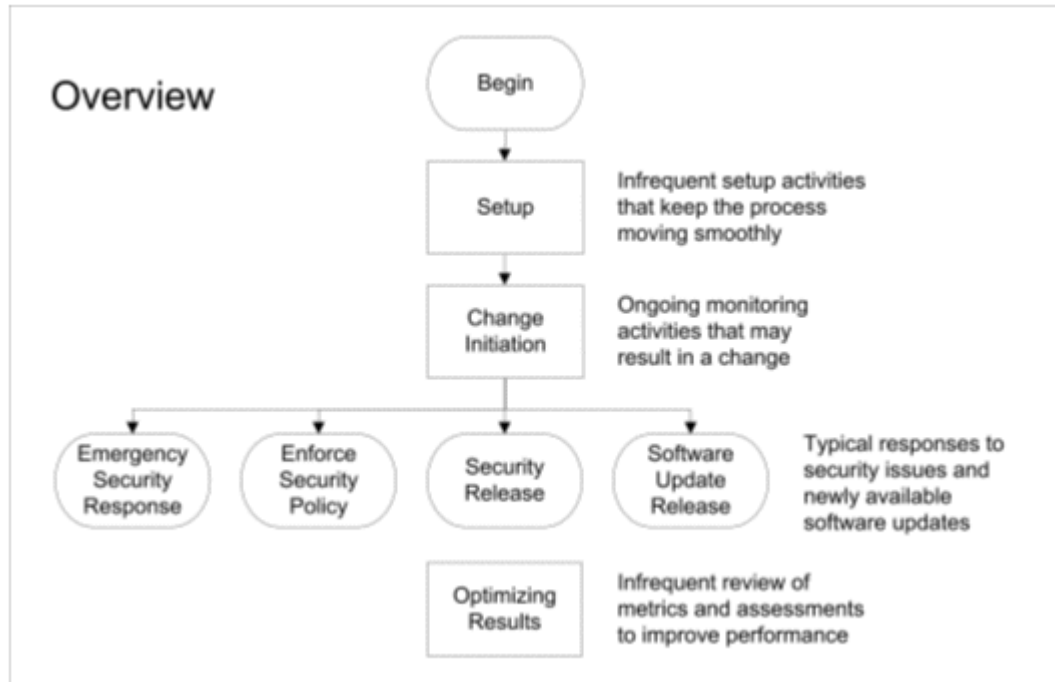 Overview
Begin
Setup
Infrequent setup activities
that keep the process
moving smoothly
Change
Initiation
Ongoing monitoring
activities that may
result in a change
Emergency
Security
Response
Enforce
Security
Policy
Security
Release
Software
Update
Release
Typical responses to
security issues and
newly available
software updates
Optimizing
Results
Infrequent review of
metrics and assessments
to improve performance